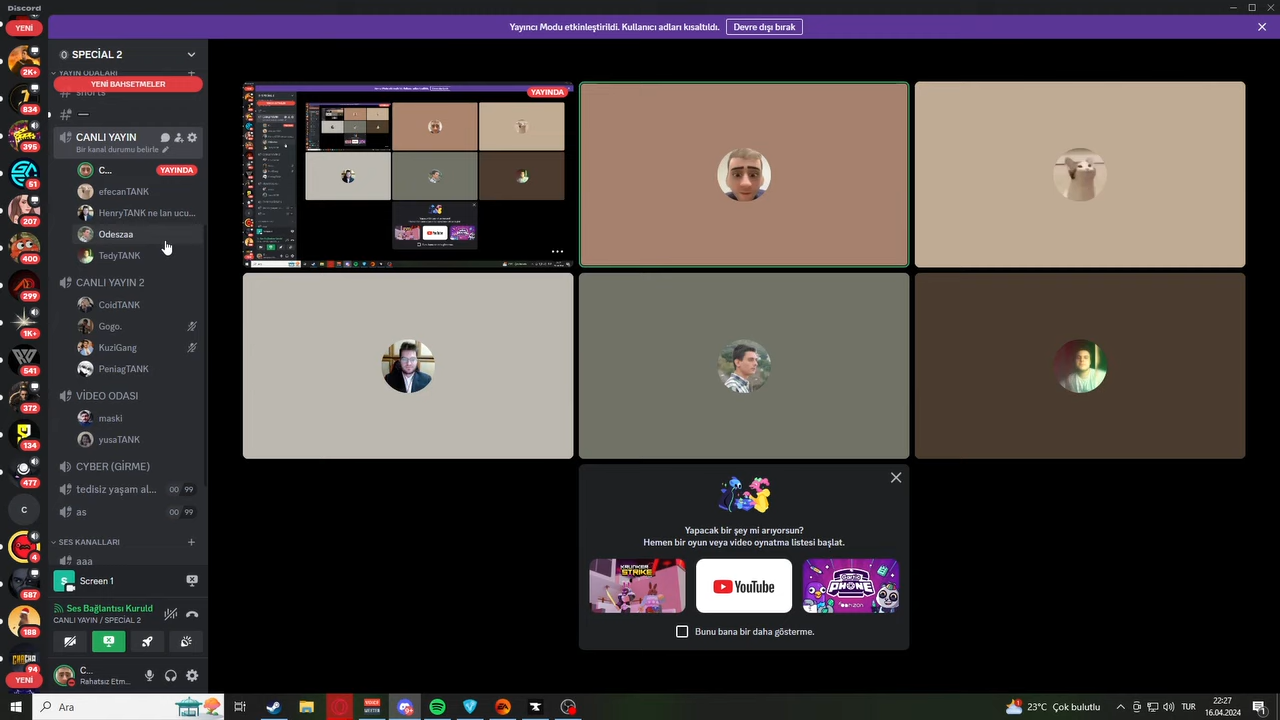 Discord
YENİ
Yayıncı Modu etkinleştirildi. Kullanıcı adları kısaltıldı.
Devre dışı bırak
SPECİAL 2
YAYIN ODALARI
YENİ BAHSETMELER
shorts
CANLI YAYIN
Bir kanal durumu belirle
C...
YAYINDA
efecanTANK
HenryTANK ne lan ucu...
Odeszaa
TedyTANK
CANLI YAYIN 2
CoidTANK
Gogo.
KuziGang
PeniagTANK
VİDEO ODASI
maski
yusaTANK
CYBER (GİRME)
tedisiz yaşam al...
00 99
as
00 99
SES KANALLARI
aaa
Screen 1
Ses Bağlantısı Kuruld
CANLI YAYIN / SPECİAL 2
C...
Rahatsız Etm...
2K+
834
395
51
207
400
299
1K+
541
372
134
477
C
4
587
188
94
YENİ
YAYINDA
Yapacak bir şey mi arıyorsun?
Hemen bir oyun veya video oynatma listesi başlat.
KRUNKER
STRIKE
YouTube
Gartic
PHONE
Bunu bana bir daha gösterme.
Ara
23°C Çok bulutlu
TUR
22:27
16.04.2024